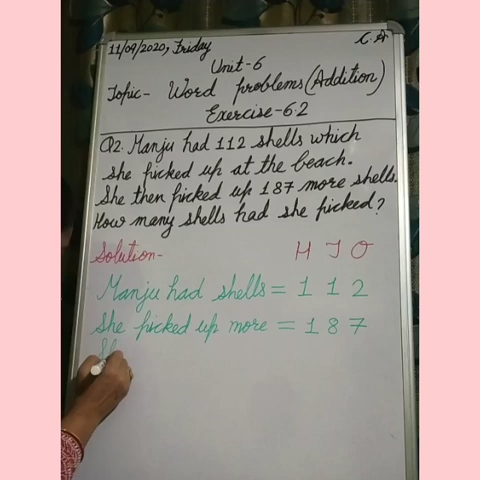 11/09/2020, Friday C.A
Unit-6
Topic- Word problems (Addition)
Exercise-6.2
Q2. Manju had 112 shells which
she picked up at the beach.
She then picked up 187 more shells.
How many shells had she picked?
Solution- H T O
Manju had shells = 1 1 2
She picked up more = 1 8 7
Sh